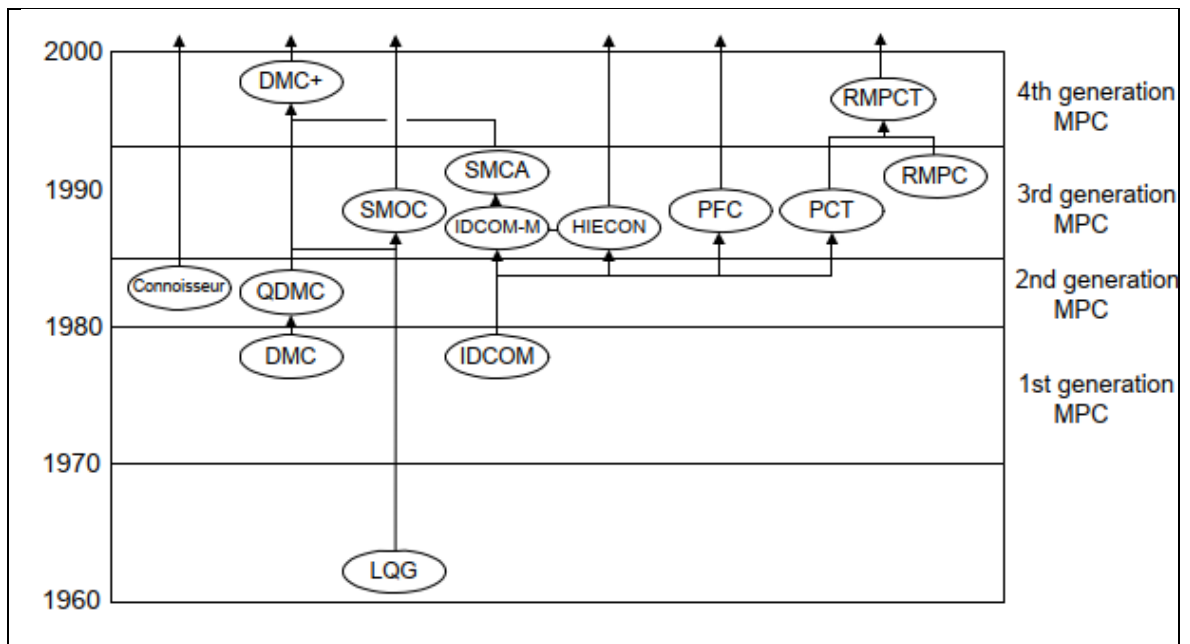 2000
DMC+
RMPCT
4th generation
MPC
SMCA
RMPC
1990
SMOC
IDCOM-M
HIECON
PFC
PCT
3rd generation
MPC
Connoisseur
QDMC
2nd generation
MPC
1980
DMC
IDCOM
1st generation
MPC
1970
LQG
1960